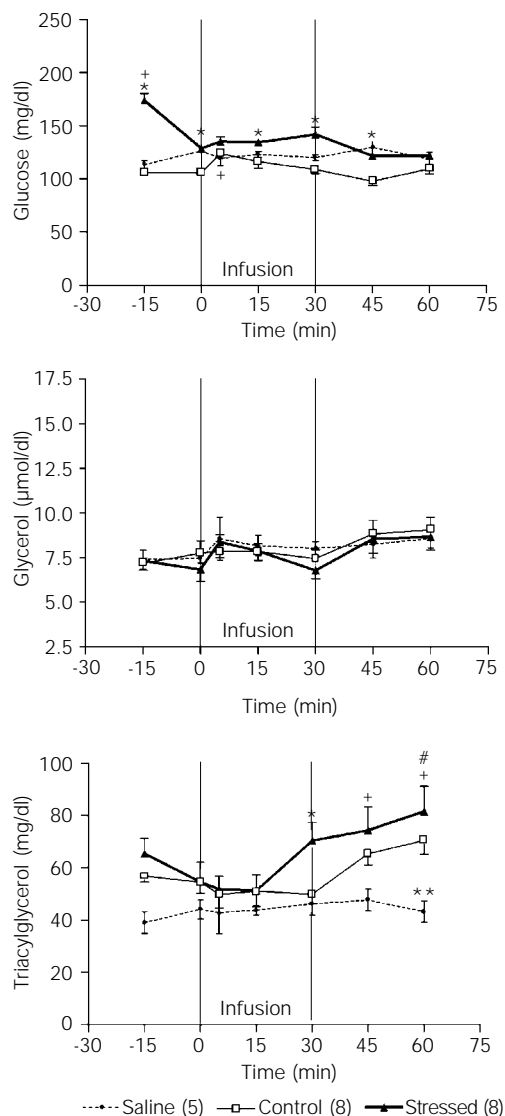 Glucose (mg/dl)
250
200
150
100
50
0
+
*
*
*
*
*
+
Infusion
-30 -15 0 15 30 45 60 75
Time (min)
Glycerol (µmol/dl)
17.5
15.0
12.5
10.0
7.5
5.0
2.5
Infusion
-30 -15 0 15 30 45 60 75
Time (min)
Triacylglycerol (mg/dl)
100
80
60
40
20
0
#
+
+
*
+
**
Infusion
-30 -15 0 15 30 45 60 75
Time (min)
Saline (5) Control (8) Stressed (8)